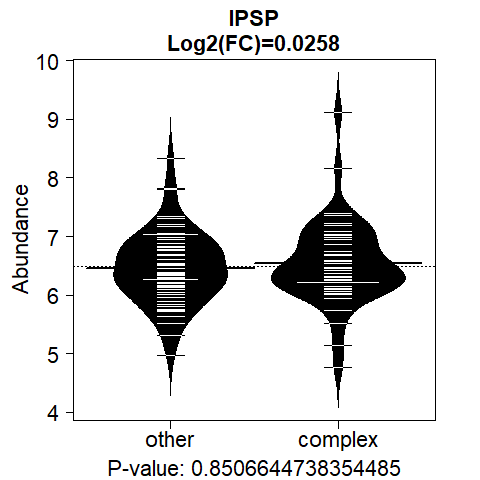 IPSP
Log2(FC)=0.0258
Abundance
10
9
8
7
6
5
4
other complex
P-value: 0.8506644738354485